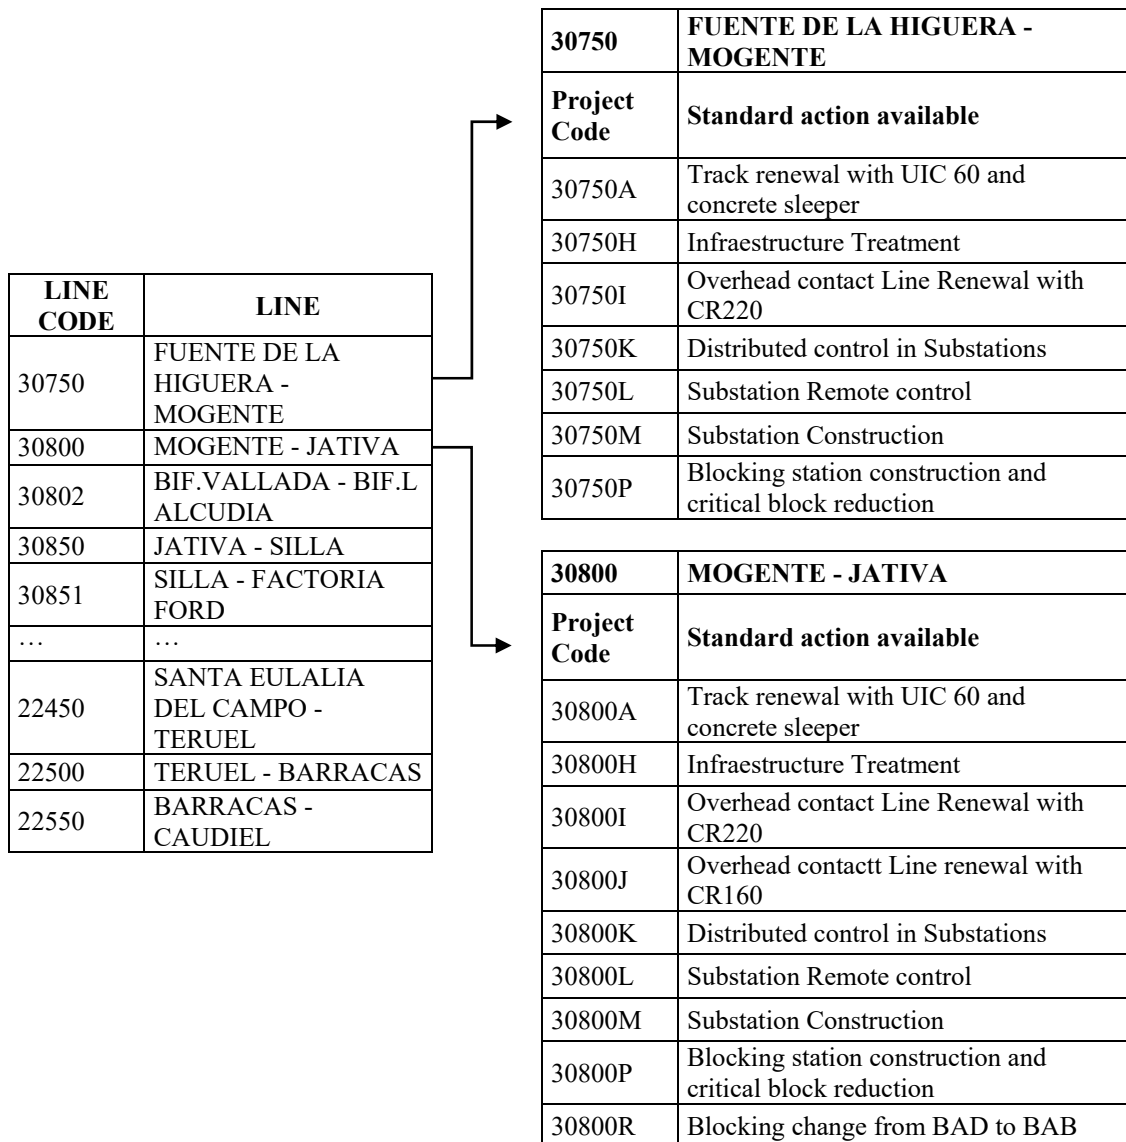 LINE CODE
LINE
30750
FUENTE DE LA
HIGUERA -
MOGENTE
30800
MOGENTE - JATIVA
30802
BIF.VALLADA - BIF.L
ALCUDIA
30850
JATIVA - SILLA
30851
SILLA - FACTORIA
FORD
…
…
22450
SANTA EULALIA
DEL CAMPO -
TERUEL
22500
TERUEL - BARRACAS
22550
BARRACAS -
CAUDIEL
30750
FUENTE DE LA HIGUERA -
MOGENTE
Project
Code
Standard action available
30750A
Track renewal with UIC 60 and
concrete sleeper
30750H
Infraestructure Treatment
30750I
Overhead contact Line Renewal with
CR220
30750K
Distributed control in Substations
30750L
Substation Remote control
30750M
Substation Construction
30750P
Blocking station construction and
critical block reduction
30800
MOGENTE - JATIVA
Project
Code
Standard action available
30800A
Track renewal with UIC 60 and
concrete sleeper
30800H
Infraestructure Treatment
30800I
Overhead contact Line Renewal with
CR220
30800J
Overhead contactt Line renewal with
CR160
30800K
Distributed control in Substations
30800L
Substation Remote control
30800M
Substation Construction
30800P
Blocking station construction and
critical block reduction
30800R
Blocking change from BAD to BAB